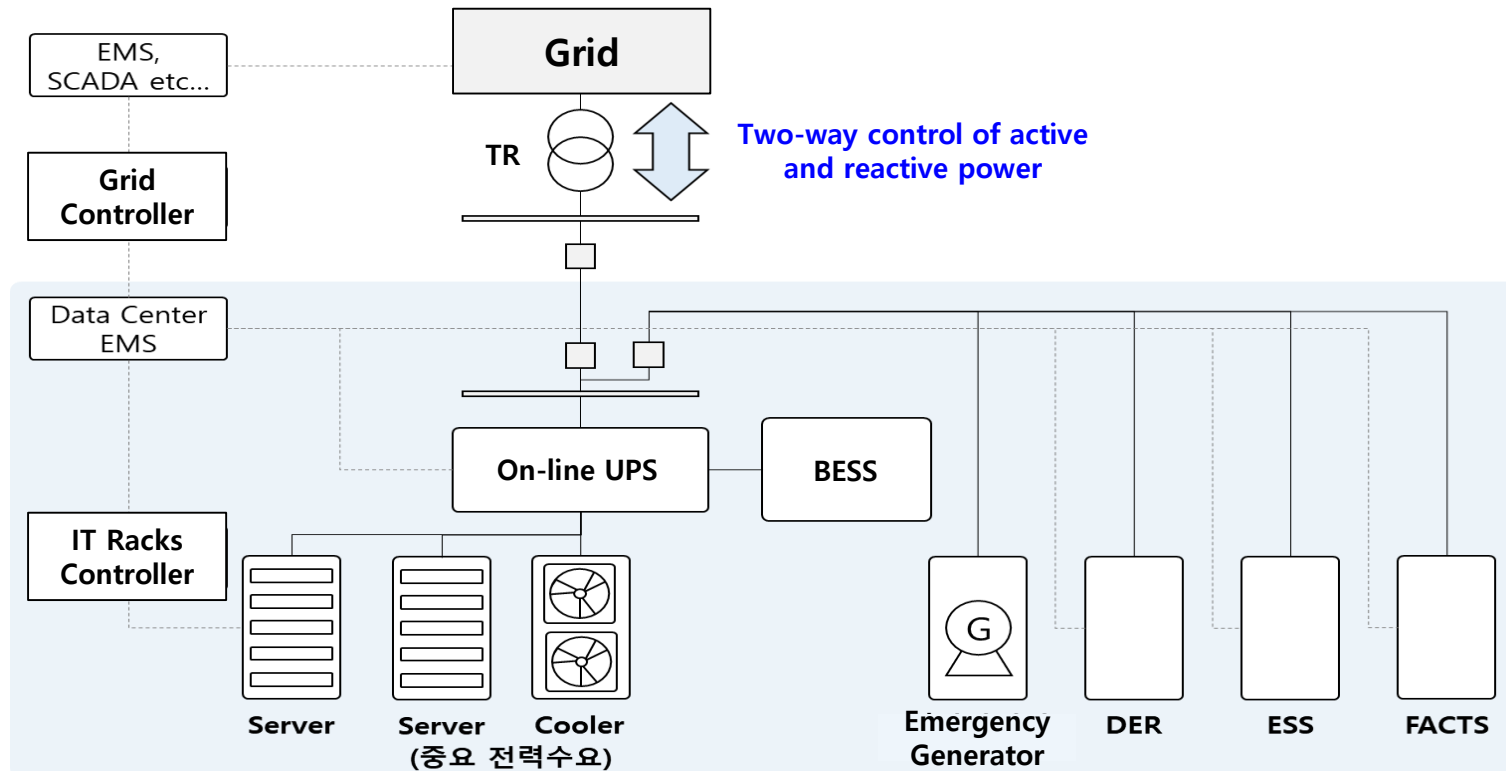 EMS,
SCADA etc...
Grid
TR
Two-way control of active
and reactive power
Grid
Controller
Data Center
EMS
On-line UPS
BESS
IT Racks
Controller
G
Server
Server
Cooler
(중요 전력수요)
Emergency
Generator
DER
ESS
FACTS